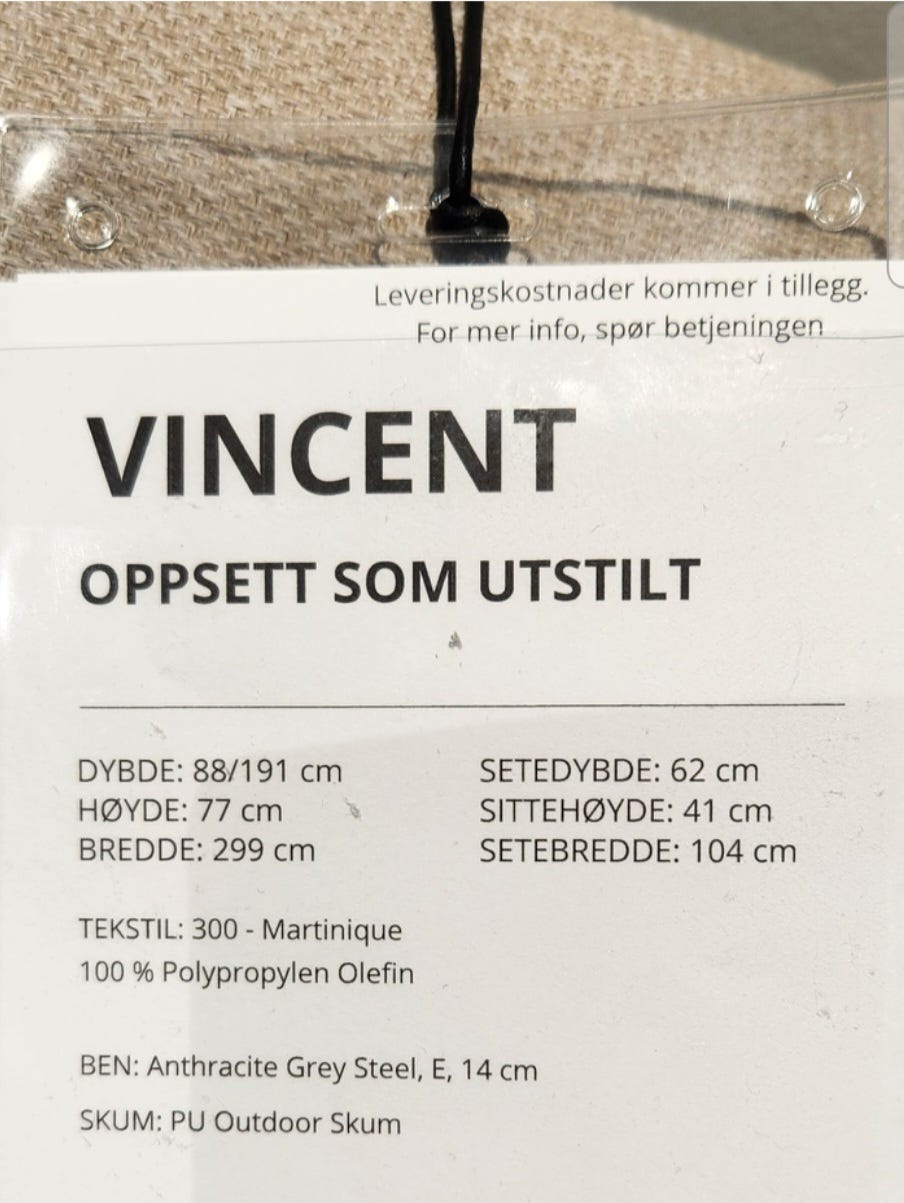 Leveringskostnader kommer i tillegg.
For mer info, spør betjeningen
VINCENT
OPPSETT SOM UTSTILT
DYBDE: 88/191 cm
HØYDE: 77 cm
BREDDE: 299 cm
SETEDYBDE: 62 cm
SITTEHØYDE: 41 cm
SETEBREDDE: 104 cm
TEKSTIL: 300 - Martinique
100 % Polypropylen Olefin
BEN: Anthracite Grey Steel, E, 14 cm
SKUM: PU Outdoor Skum